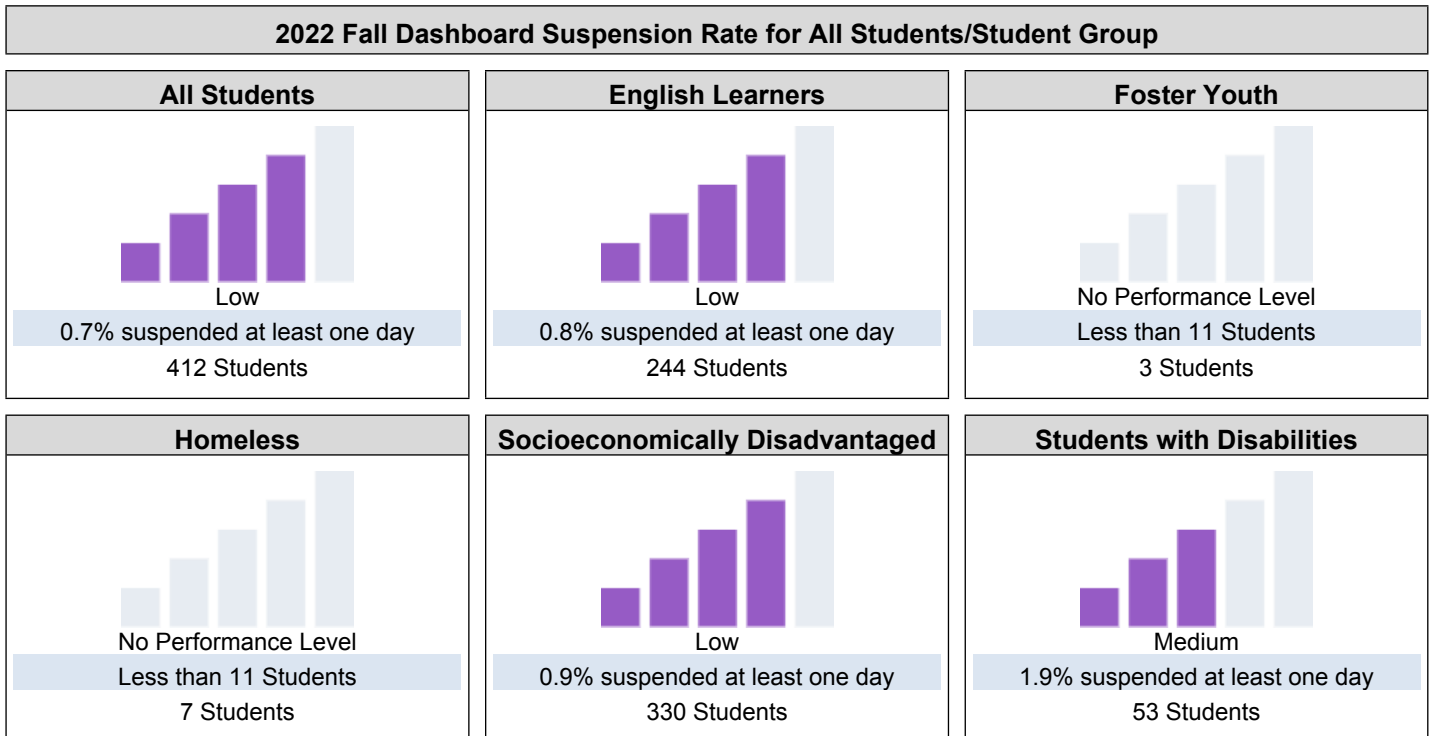 2022 Fall Dashboard Suspension Rate for All Students/Student Group
All Students
Low
0.7% suspended at least one day
412 Students
English Learners
Low
0.8% suspended at least one day
244 Students
Foster Youth
No Performance Level
Less than 11 Students
3 Students
Homeless
No Performance Level
Less than 11 Students
7 Students
Socioeconomically Disadvantaged
Low
0.9% suspended at least one day
330 Students
Students with Disabilities
Medium
1.9% suspended at least one day
53 Students